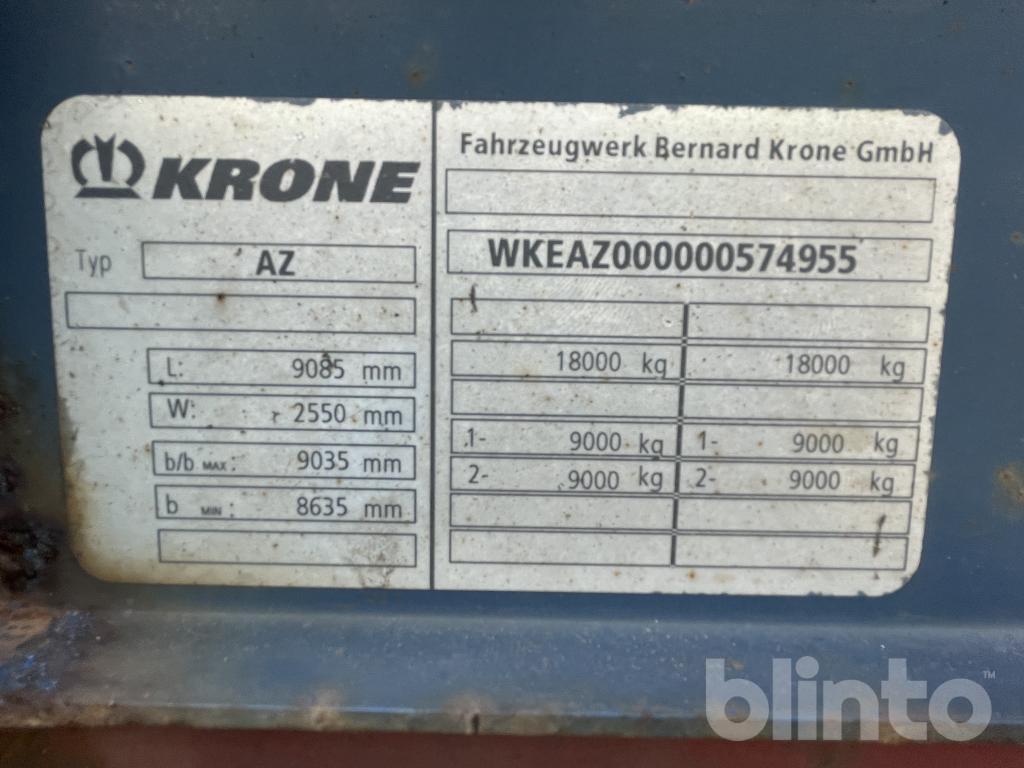 KRONE
Typ AZ
L: 9085 mm
W: 2550 mm
b/b MAX: 9035 mm
b MIN: 8635 mm
Fahrzeugwerk Bernard Krone GmbH
WKEAZ000000574955
18000 kg 18000 kg
1- 9000 kg 1- 9000 kg
2- 9000 kg 2- 9000 kg
blinto™